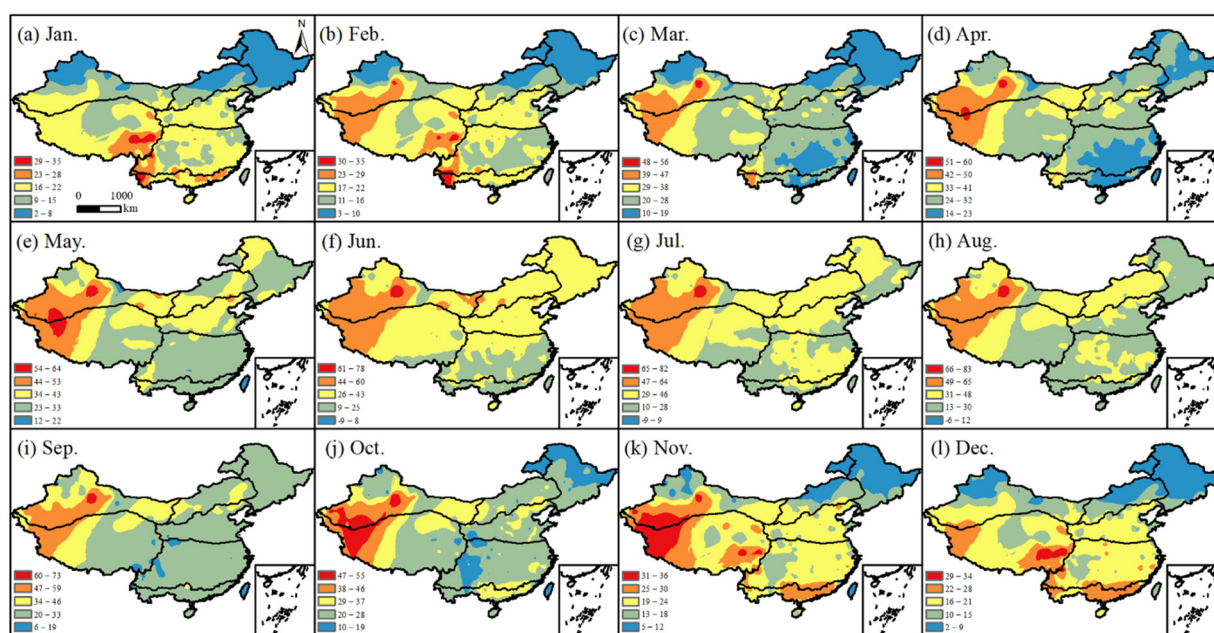 (a) Jan.
N
29 – 35
23 – 28
16 – 22
9 – 15
2 – 8
0 1000
km
(b) Feb.
30 – 35
23 – 29
17 – 22
11 – 16
3 – 10
(c) Mar.
48 – 56
39 – 47
29 – 38
20 – 28
10 – 19
(d) Apr.
51 – 60
42 – 50
33 – 41
24 – 32
14 – 23
(e) May.
54 – 64
44 – 53
34 – 43
23 – 33
12 – 22
(f) Jun.
61 – 78
44 – 60
26 – 43
9 – 25
-9 – 8
(g) Jul.
65 – 82
47 – 64
29 – 46
10 – 28
-9 – 9
(h) Aug.
66 – 83
49 – 65
31 – 48
13 – 30
-6 – 12
(i) Sep.
60 – 73
47 – 59
34 – 46
20 – 33
6 – 19
(j) Oct.
47 – 55
38 – 46
29 – 37
20 – 28
10 – 19
(k) Nov.
31 – 36
25 – 30
19 – 24
13 – 18
5 – 12
(l) Dec.
29 – 34
22 – 28
16 – 21
10 – 15
2 – 9